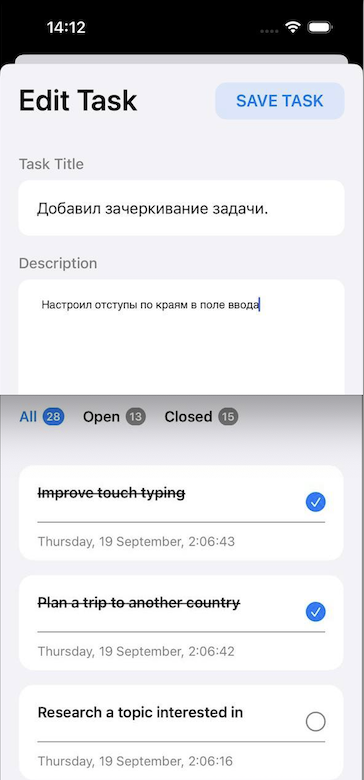 14:12
Edit Task
SAVE TASK
Task Title
Добавил зачеркивание задачи.
Description
Настроил отступы по краям в поле ввода
All 28 Open 13 Closed 15
Improve touch typing
Thursday, 19 September, 2:06:43
Plan a trip to another country
Thursday, 19 September, 2:06:42
Research a topic interested in
Thursday, 19 September, 2:06:16